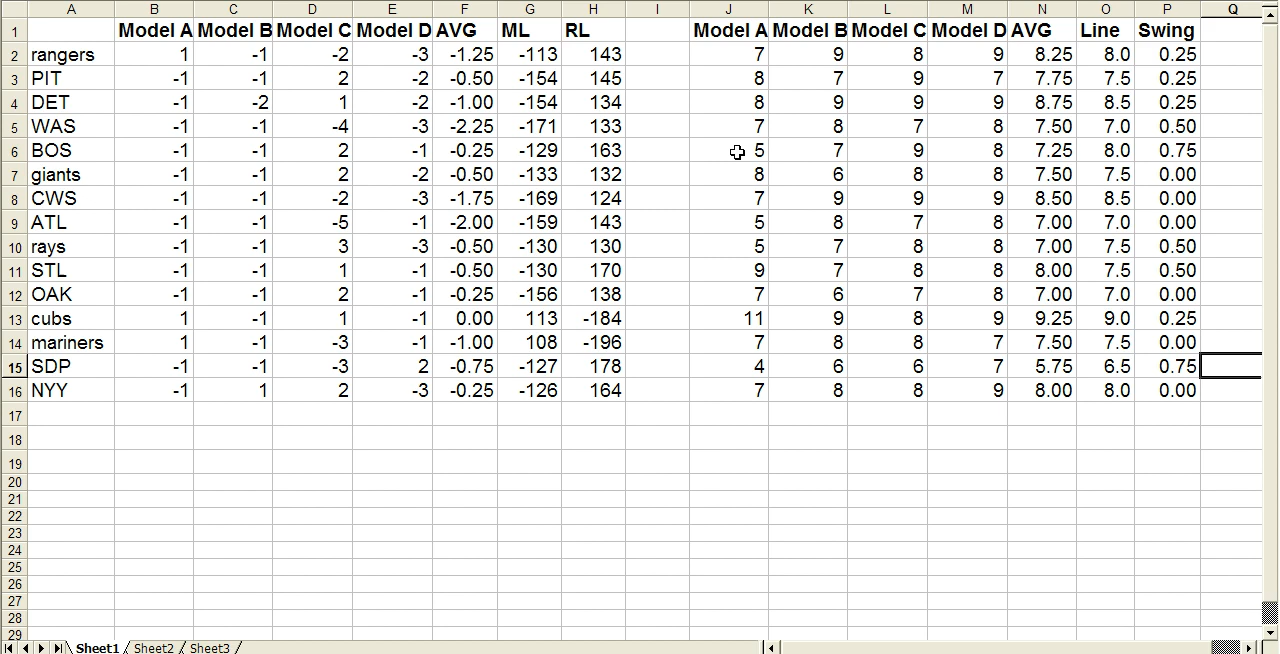 A B C D E F G H I J K L M N O P Q
1 Model A Model B Model C Model D AVG ML RL Model A Model B Model C Model D AVG Line Swing
2 rangers 1 -1 -2 -3 -1.25 -113 143 7 9 8 9 8.25 8.0 0.25
3 PIT -1 -1 2 -2 -0.50 -154 145 8 7 9 7 7.75 7.5 0.25
4 DET -1 -2 1 -2 -1.00 -154 134 8 9 9 9 8.75 8.5 0.25
5 WAS -1 -1 -4 -3 -2.25 -171 133 7 8 7 8 7.50 7.0 0.50
6 BOS -1 -1 2 -1 -0.25 -129 163 5 7 9 8 7.25 8.0 0.75
7 giants -1 -1 2 -2 -0.50 -133 132 8 6 8 8 7.50 7.5 0.00
8 CWS -1 -1 -2 -3 -1.75 -169 124 7 9 9 9 8.50 8.5 0.00
9 ATL -1 -1 -5 -1 -2.00 -159 143 5 8 7 8 7.00 7.0 0.00
10 rays -1 -1 3 -3 -0.50 -130 130 5 7 8 8 7.00 7.5 0.50
11 STL -1 -1 1 -1 -0.50 -130 170 9 7 8 8 8.00 7.5 0.50
12 OAK -1 -1 2 -1 -0.25 -156 138 7 6 7 8 7.00 7.0 0.00
13 cubs 1 -1 1 -1 0.00 113 -184 11 9 8 9 9.25 9.0 0.25
14 mariners 1 -1 -3 -1 -1.00 108 -196 7 8 8 7 7.50 7.5 0.00
15 SDP -1 -1 -3 2 -0.75 -127 178 4 6 6 7 5.75 6.5 0.75
16 NYY -1 1 2 -3 -0.25 -126 164 7 8 8 9 8.00 8.0 0.00
17
18
19
20
21
22
23
24
25
26
27
28
29
Sheet1 Sheet2 Sheet3